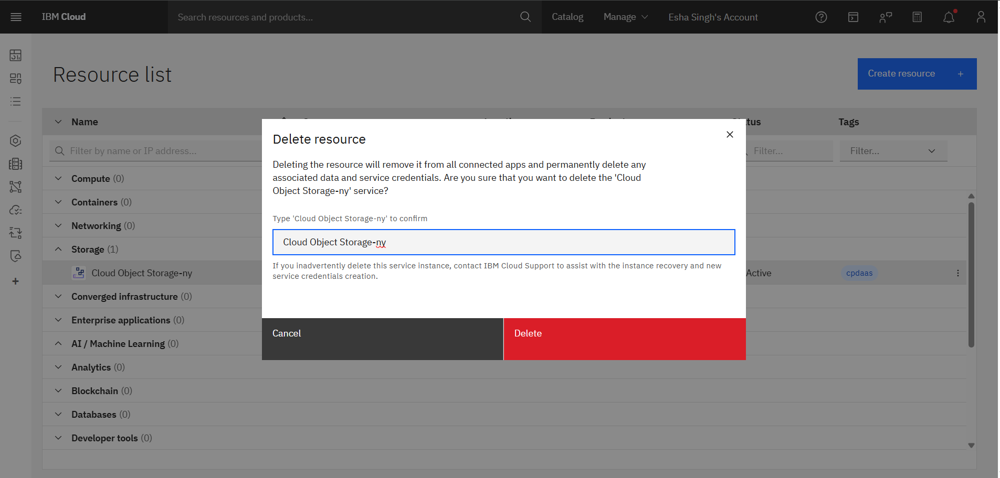 IBM Cloud
Search resources and products...
Catalog
Manage
Esha Singh's Account
Resource list
Create resource +
Name
Tags
Filter by name or IP address...
Filter...
Filter...
Compute (0)
Containers (0)
Networking (0)
Storage (1)
Cloud Object Storage-ny
Active
cpdaas
Converged infrastructure (0)
Enterprise applications (0)
AI / Machine Learning (0)
Analytics (0)
Blockchain (0)
Databases (0)
Developer tools (0)
Delete resource
Deleting the resource will remove it from all connected apps and permanently delete any
associated data and service credentials. Are you sure that you want to delete the 'Cloud
Object Storage-ny' service?
Type 'Cloud Object Storage-ny' to confirm
Cloud Object Storage-ny
If you inadvertently delete this service instance, contact IBM Cloud Support to assist with the instance recovery and new
service credentials creation.
Cancel
Delete